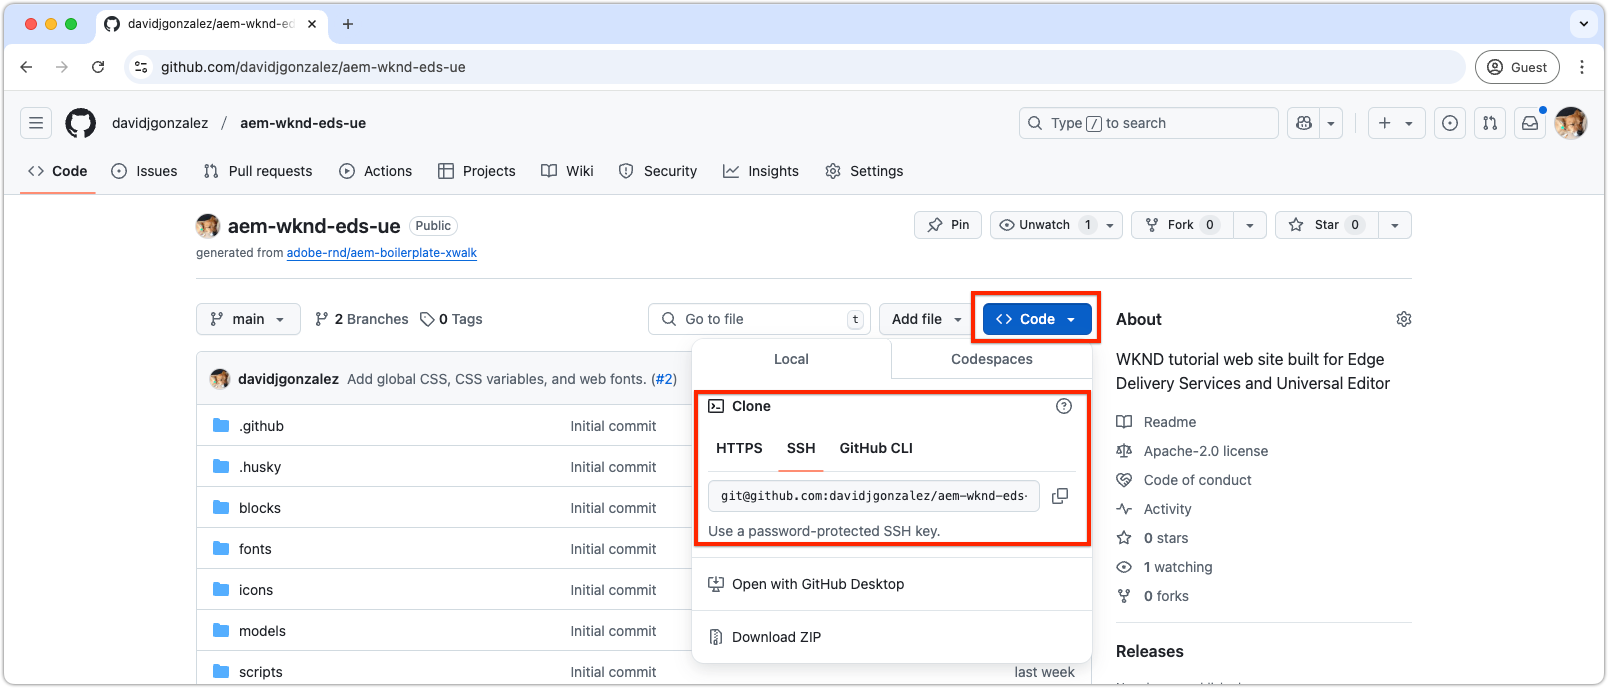 davidjgonzalez/aem-wknd-ed
github.com/davidjgonzalez/aem-wknd-eds-ue
Guest
davidjgonzalez / aem-wknd-eds-ue
Type / to search
Code Issues Pull requests Actions Projects Wiki Security Insights Settings
aem-wknd-eds-ue Public
Pin Unwatch 1 Fork 0 Star 0
generated from adobe-rnd/aem-boilerplate-xwalk
main 2 Branches 0 Tags Go to file t Add file Code
About
Local Codespaces
WKND tutorial web site built for Edge
Delivery Services and Universal Editor
davidjgonzalez Add global CSS, CSS variables, and web fonts. (#2)
Clone
HTTPS SSH GitHub CLI
git@github.com:davidjgonzalez/aem-wknd-eds-
Use a password-protected SSH key.
Open with GitHub Desktop
Download ZIP
.github Initial commit
.husky Initial commit
blocks Initial commit
fonts Initial commit
icons Initial commit
models Initial commit
scripts Initial commit last week
Readme
Apache-2.0 license
Code of conduct
Activity
0 stars
1 watching
0 forks
Releases